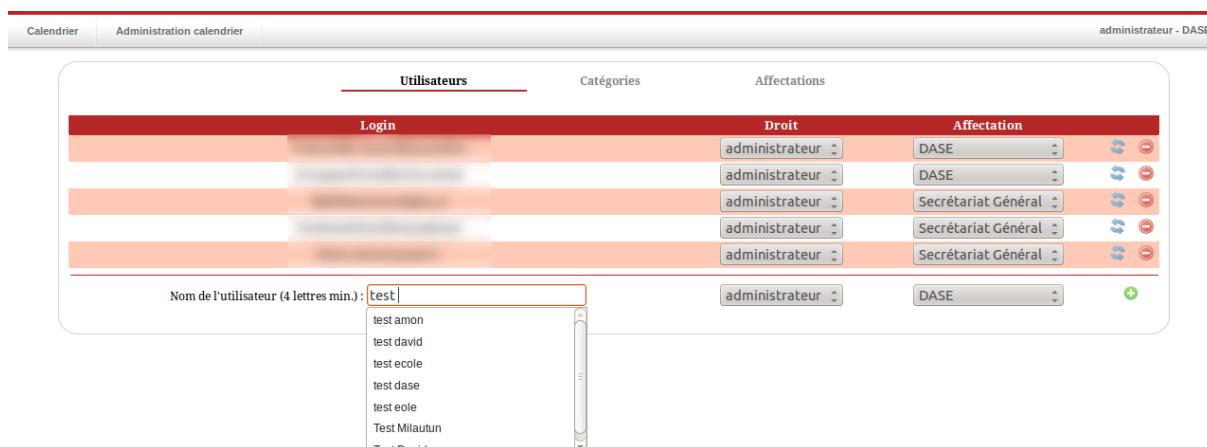 Calendrier Administration calendrier administrateur - DASE
Utilisateurs Catégories Affectations
Login Droit Affectation
administrateur DASE
administrateur DASE
administrateur Secrétariat Général
administrateur Secrétariat Général
administrateur Secrétariat Général
Nom de l'utilisateur (4 lettres min.) : test administrateur DASE
test amon
test david
test ecole
test dase
test eole
Test Milautun